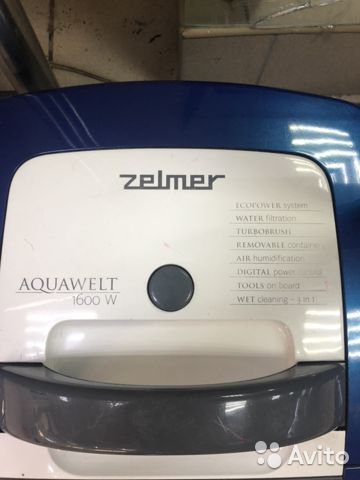 zelmer
ECOPOWER system
WATER filtration
TURBOBRUSH
REMOVABLE containers
AIR humidification
DIGITAL power control
TOOLS on board
WET cleaning – 3 in 1
AQUAWELT
1600 W
Avito